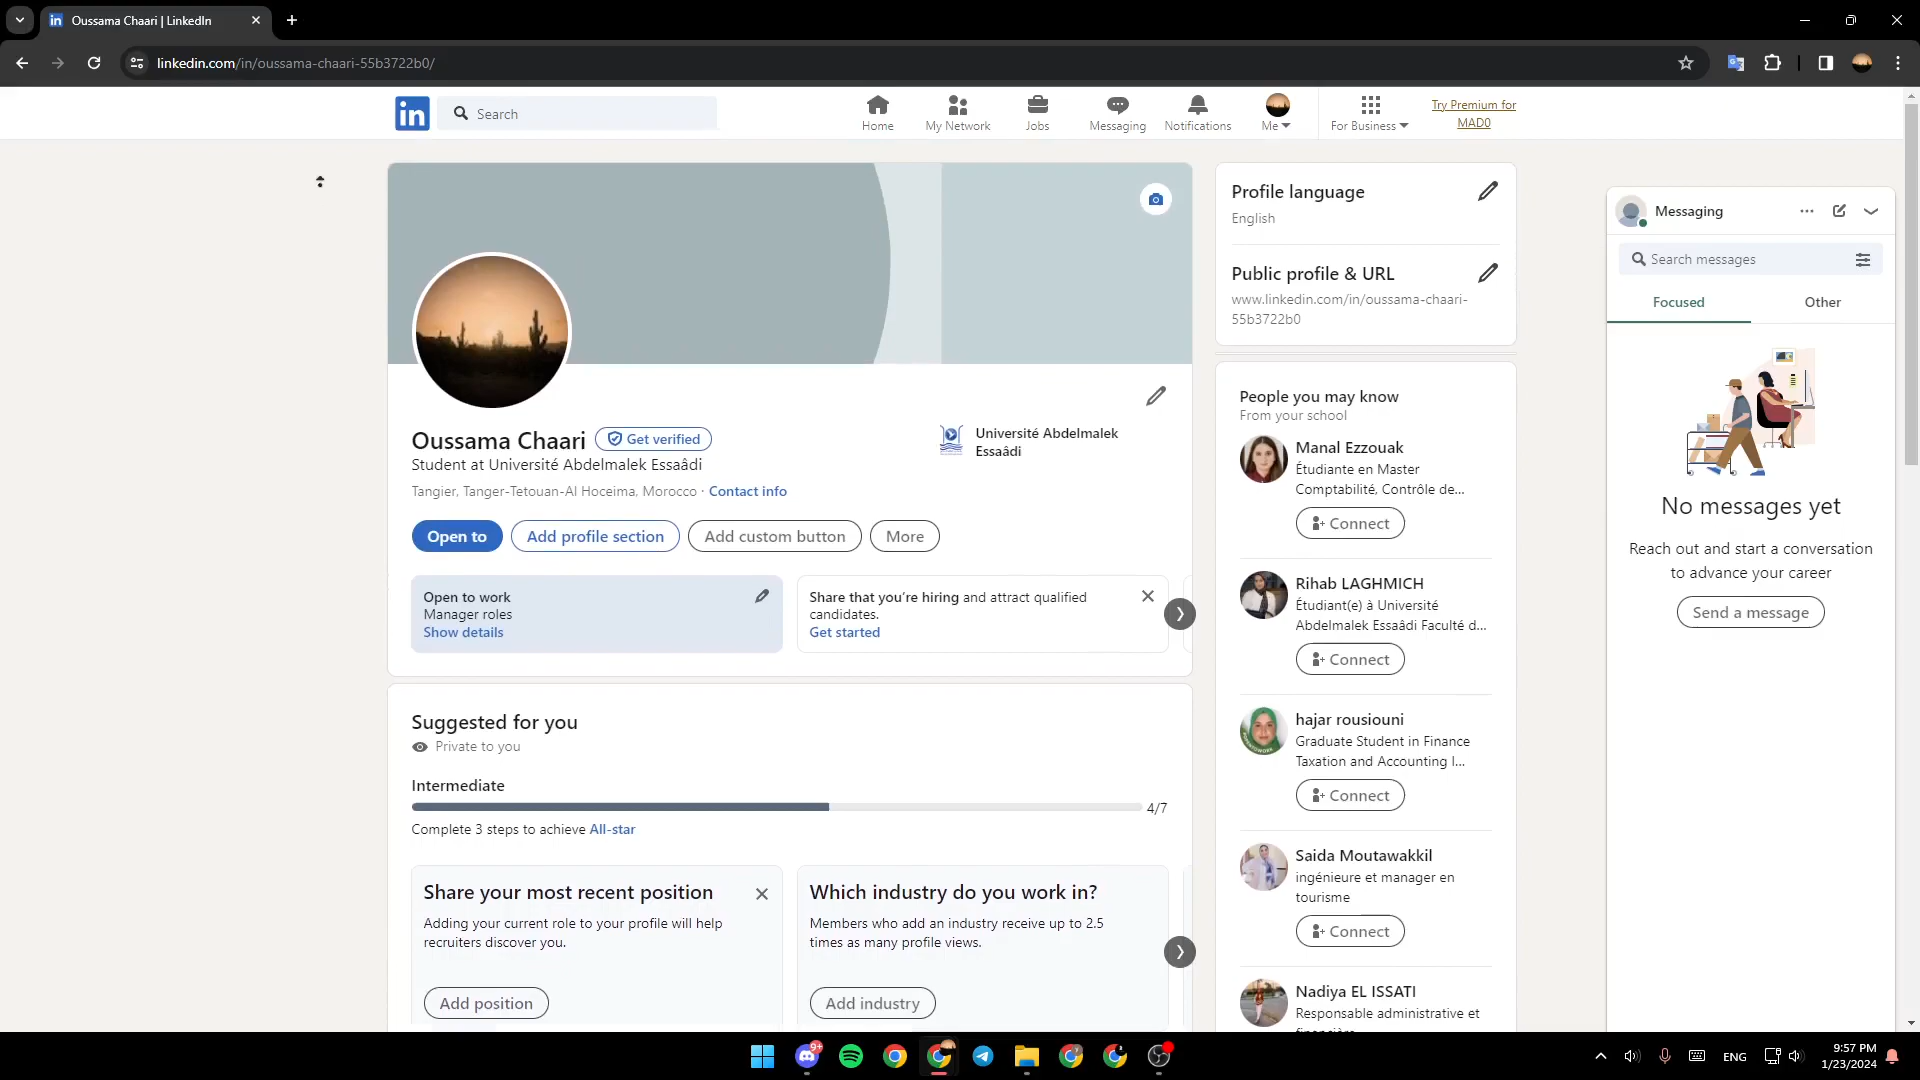 Oussama Chaari | LinkedIn
linkedin.com/in/oussama-chaari-55b3722b0/
in
Search
Home
My Network
Jobs
Messaging
Notifications
Me
For Business
Try Premium for
MAD0
Oussama Chaari
Get verified
Student at Université Abdelmalek Essaâdi
Tangier, Tanger-Tetouan-Al Hoceima, Morocco · Contact info
Université Abdelmalek
Essaâdi
Open to
Add profile section
Add custom button
More
Open to work
Manager roles
Show details
Share that you're hiring and attract qualified
candidates.
Get started
Suggested for you
Private to you
Intermediate
4/7
Complete 3 steps to achieve All-star
Share your most recent position
Adding your current role to your profile will help
recruiters discover you.
Add position
Which industry do you work in?
Members who add an industry receive up to 2.5
times as many profile views.
Add industry
Profile language
English
Public profile & URL
www.linkedin.com/in/oussama-chaari-
55b3722b0
People you may know
From your school
Manal Ezzouak
Étudiante en Master
Comptabilité, Contrôle de...
Connect
Rihab LAGHMICH
Étudiant(e) à Université
Abdelmalek Essaâdi Faculté d...
Connect
hajar rousiouni
Graduate Student in Finance
Taxation and Accounting I...
Connect
Saida Moutawakkil
ingénieure et manager en
tourisme
Connect
Nadiya EL ISSATI
Responsable administrative et
Messaging
Search messages
Focused
Other
No messages yet
Reach out and start a conversation
to advance your career
Send a message
9+
ENG
9:57 PM
1/23/2024